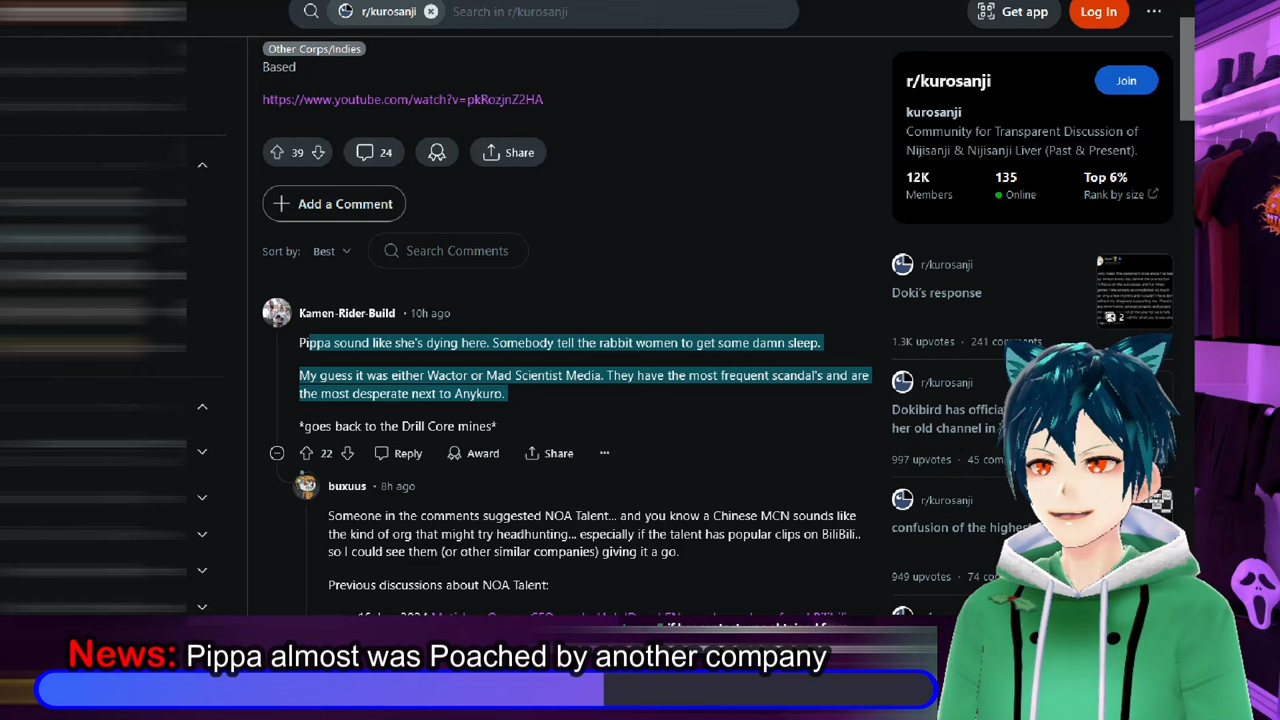 r/kurosanji
Search in r/kurosanji
Get app
Log In
Other Corps/Indies
Based
https://www.youtube.com/watch?v=pkRozjnZ2HA
39
24
Share
Add a Comment
Sort by:
Best
Search Comments
Pippa sound like she's dying here. Somebody tell the rabbit women to get some damn sleep.
My guess it was either Wactor or Mad Scientist Media. They have the most frequent scandal's and are
the most desperate next to Anykuro.
*goes back to the Drill Core mines*
22
Reply
Award
Share
buxuus • 8h ago
Someone in the comments suggested NOA Talent... and you know a Chinese MCN sounds like
the kind of org that might try headhunting... especially if the talent has popular clips on BiliBili..
so I could see them (or other similar companies) giving it a go.
Previous discussions about NOA Talent:
r/kurosanji
Join
kurosanji
Community for Transparent Discussion of
Nijisanji & Nijisanji Liver (Past & Present).
12K
135
Top 6%
Members
Online
Rank by size
r/kurosanji
Doki's response
1.3K upvotes • 241 comments
r/kurosanji
Dokibird has offici
her old channel in
997 upvotes • 45 com
r/kurosanji
confusion of the highes
949 upvotes • 74 com
News: Pippa almost was Poached by another company